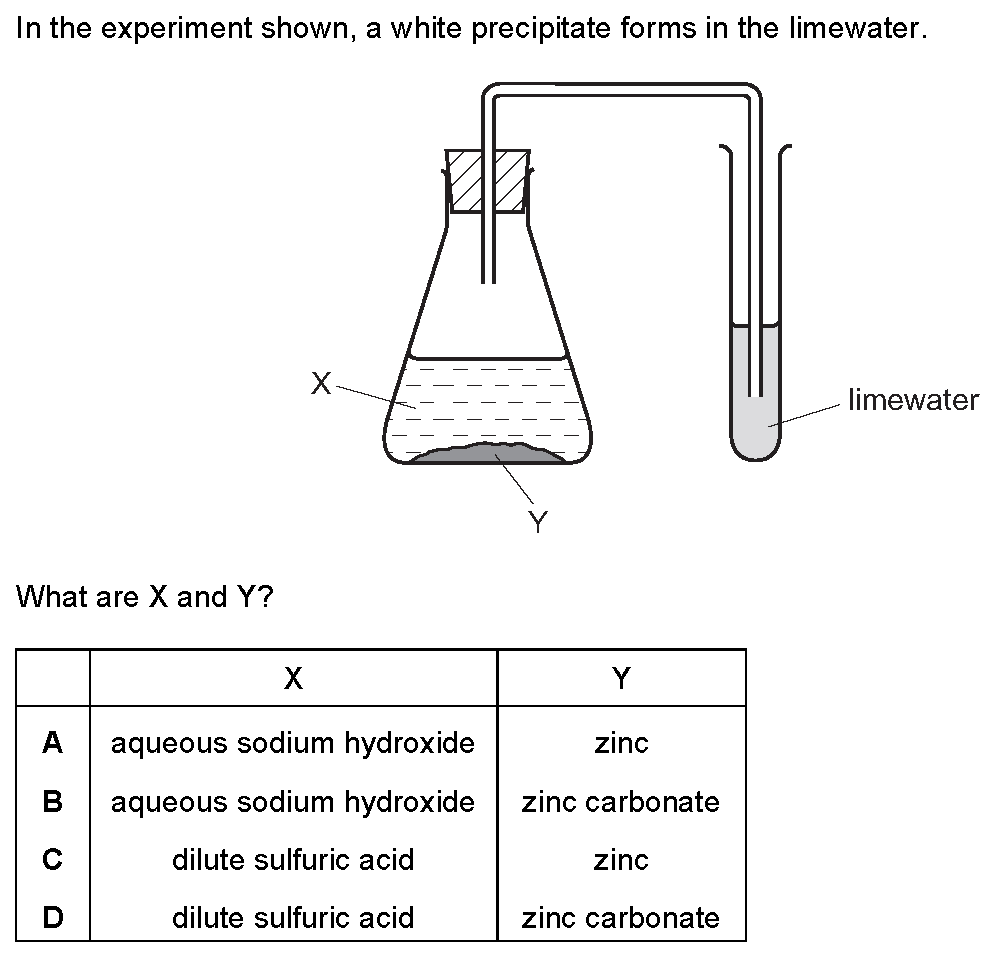 In the experiment shown, a white precipitate forms in the limewater.
X
limewater
Y
What are X and Y?
X Y
A aqueous sodium hydroxide zinc
B aqueous sodium hydroxide zinc carbonate
C dilute sulfuric acid zinc
D dilute sulfuric acid zinc carbonate